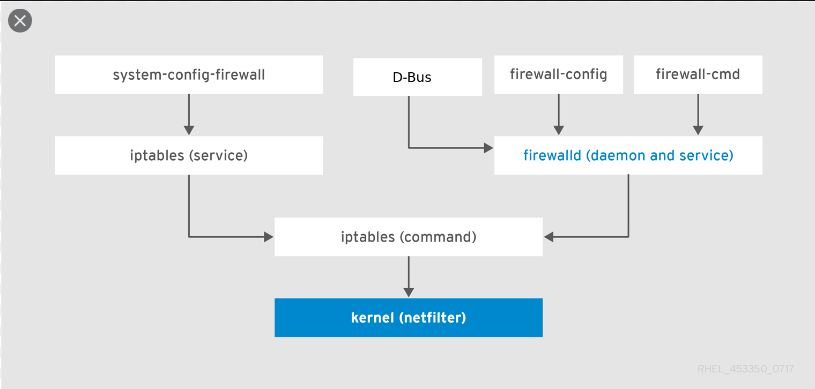 system-config-firewall
D-Bus
firewall-config
firewall-cmd
iptables (service)
firewalld (daemon and service)
iptables (command)
kernel (netfilter)
RHEL_453350_0717